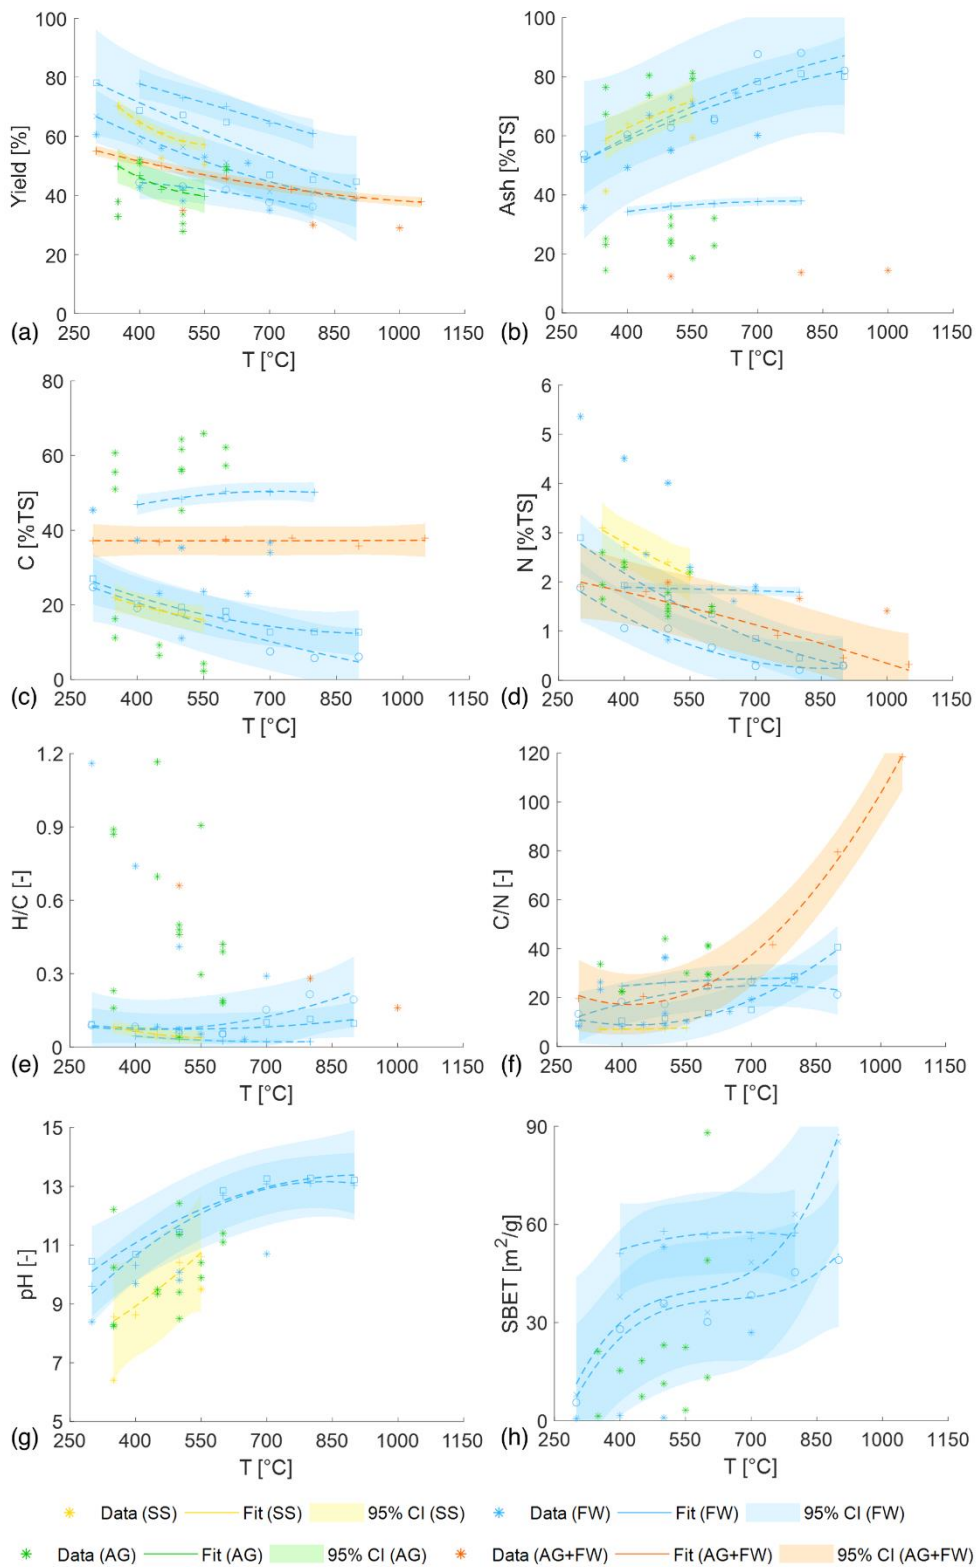 100
80
60
40
20
0
Yield [%]
250 400 550 700 850 1000 1150
T [°C]
(a)
100
80
60
40
20
0
Ash [%TS]
250 400 550 700 850 1000 1150
T [°C]
(b)
80
60
40
20
0
C [%TS]
250 400 550 700 850 1000 1150
T [°C]
(c)
6
5
4
3
2
1
0
N [%TS]
250 400 550 700 850 1000 1150
T [°C]
(d)
1.2
0.9
0.6
0.3
0
H/C [-]
250 400 550 700 850 1000 1150
T [°C]
(e)
120
100
80
60
40
20
0
C/N [-]
250 400 550 700 850 1000 1150
T [°C]
(f)
15
13
11
9
7
5
pH [-]
250 400 550 700 850 1000 1150
T [°C]
(g)
90
60
30
0
SBET [m²/g]
250 400 550 700 850 1000 1150
T [°C]
(h)
Data (SS) Fit (SS) 95% CI (SS) Data (FW) Fit (FW) 95% CI (FW)
Data (AG) Fit (AG) 95% CI (AG) Data (AG+FW) Fit (AG+FW) 95% CI (AG+FW)